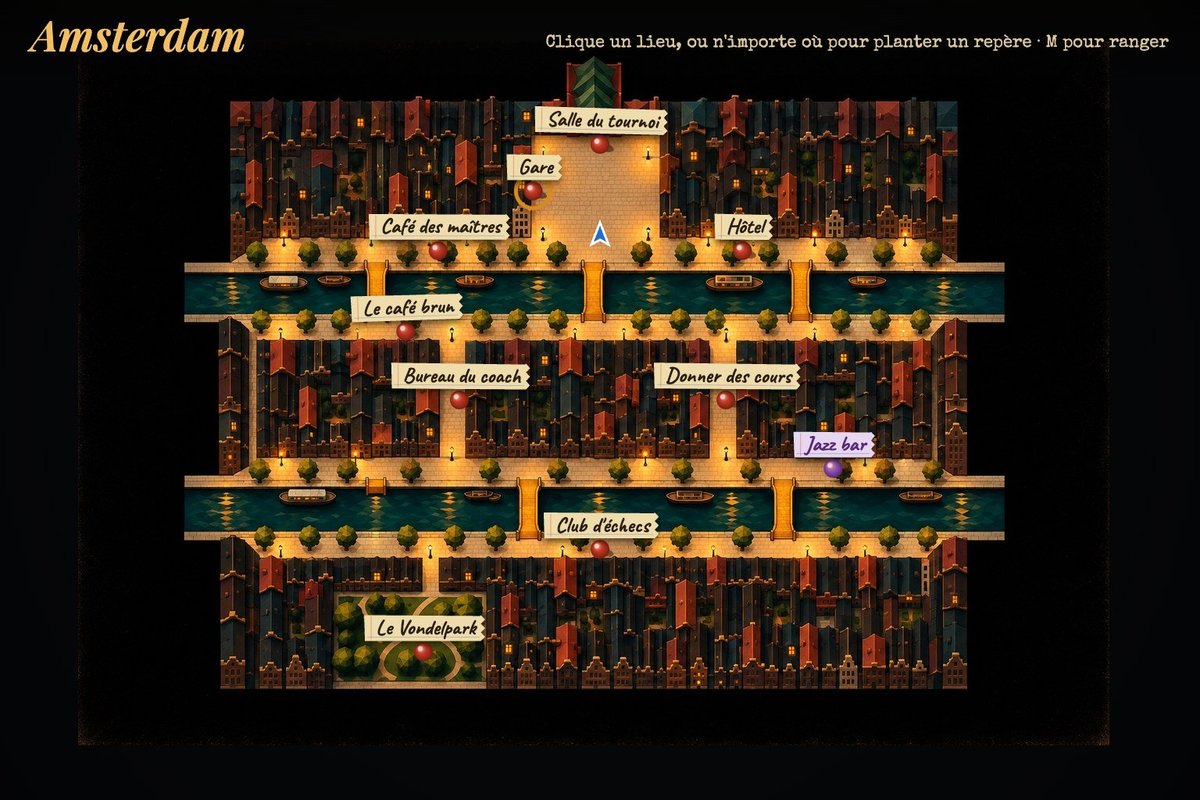 Amsterdam
Clique un lieu, ou n'importe où pour planter un repère · M pour ranger
Salle du tournoi
Gare
Café des maîtres
Hôtel
Le café brun
Bureau du coach
Donner des cours
Jazz bar
Club d'échecs
Le Vondelpark